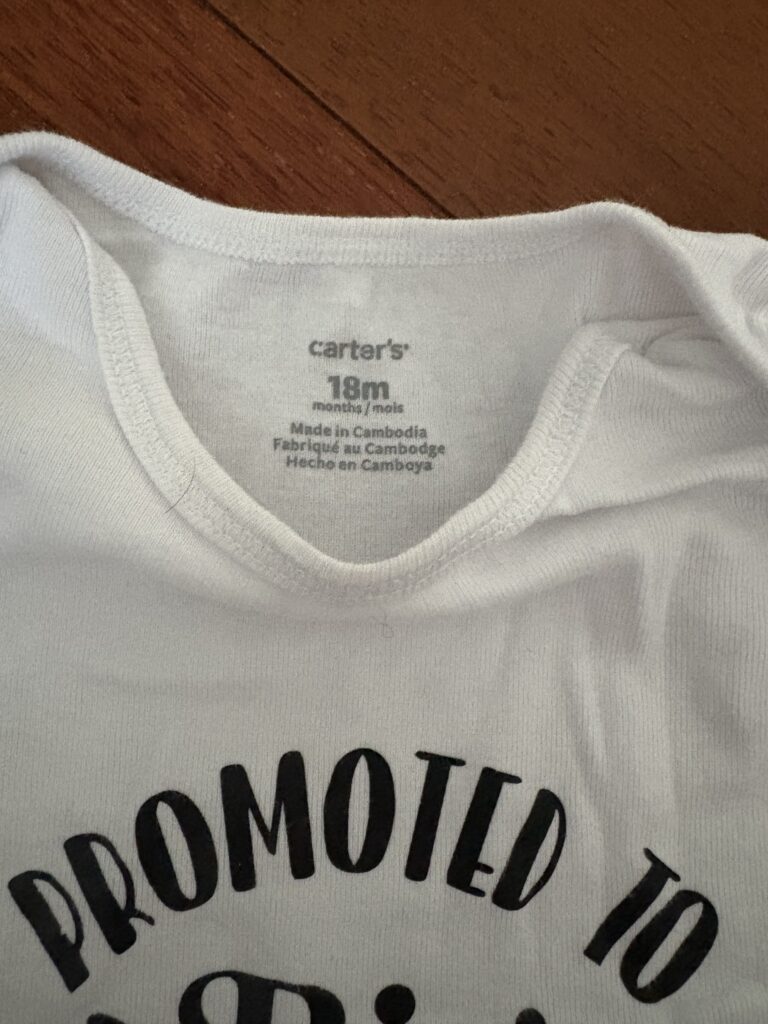 carter's
18m
months / mois
Made in Cambodia
Fabriqué au Cambodge
Hecho en Camboya
PROMOTED TO